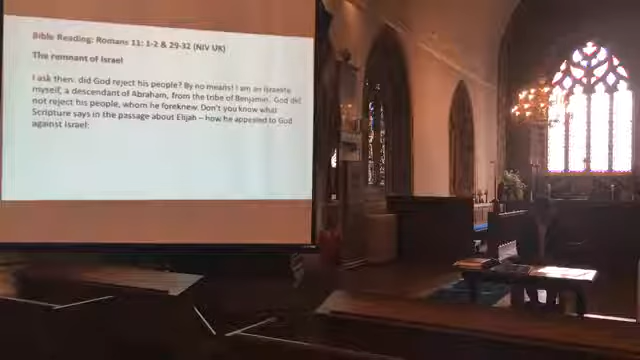 Bible Reading: Romans 11: 1-2 & 29-32 (NIV UK)
The remnant of Israel
I ask then: did God reject his people? By no means! I am an Israelite
myself, a descendant of Abraham, from the tribe of Benjamin. God did
not reject his people, whom he foreknew. Don't you know what
Scripture says in the passage about Elijah – how he appealed to God
against Israel: